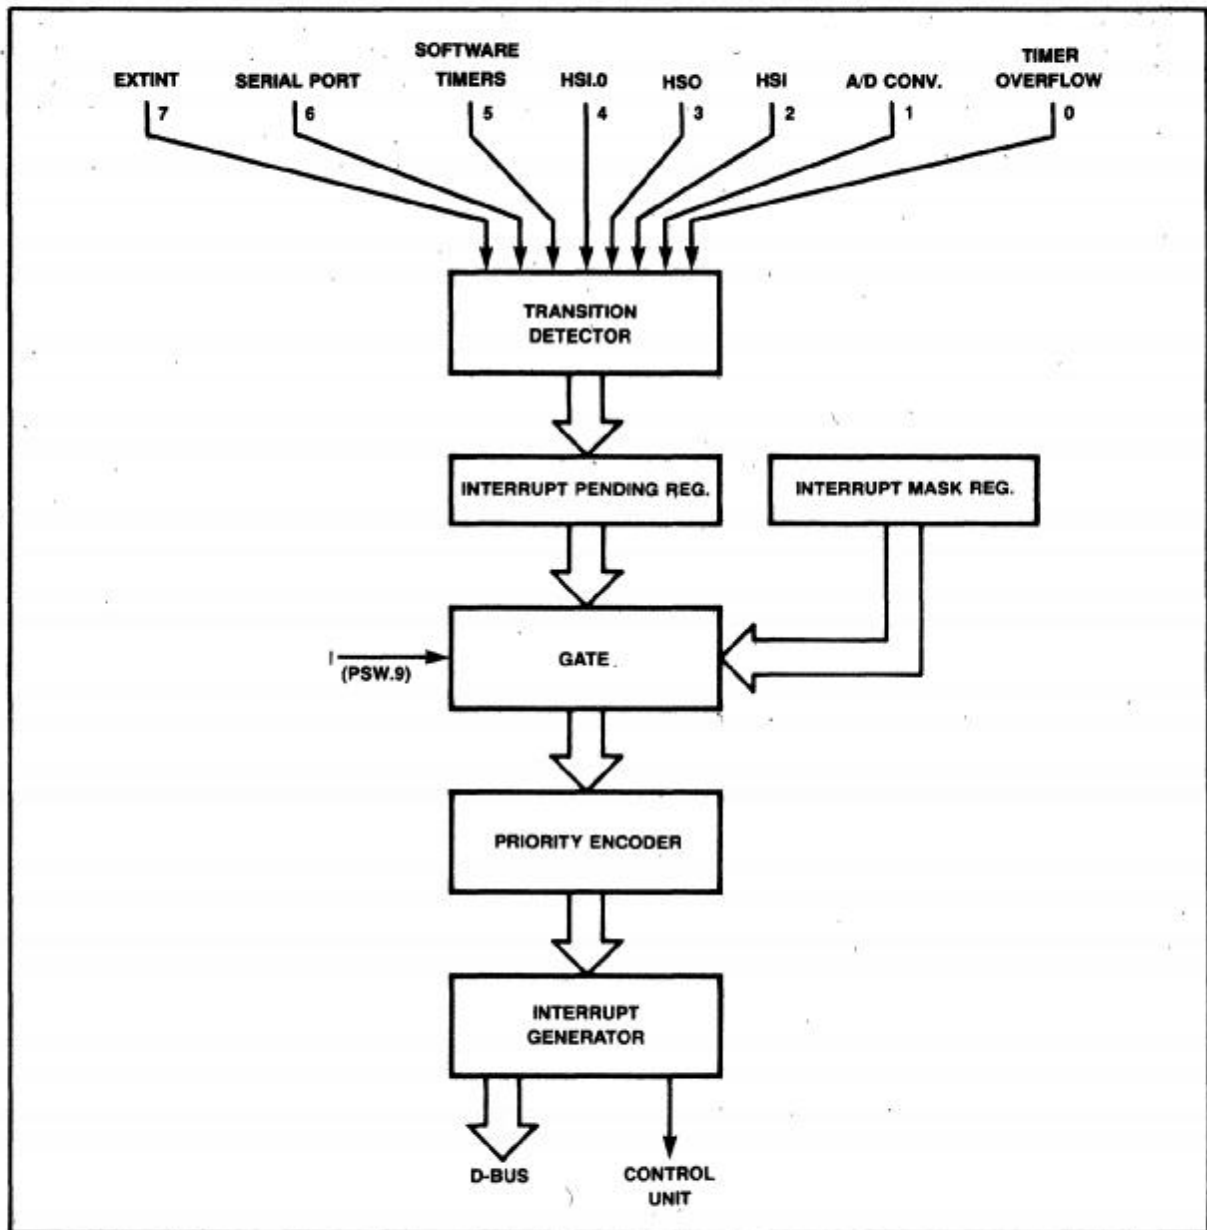 SOFTWARE
TIMER
EXTINT SERIAL PORT TIMERS HSI.0 HSO HSI A/D CONV. OVERFLOW
7 6 5 4 3 2 1 0
TRANSITION
DETECTOR
INTERRUPT PENDING REG.
INTERRUPT MASK REG.
I
(PSW.9)
GATE
PRIORITY ENCODER
INTERRUPT
GENERATOR
D-BUS
CONTROL
UNIT